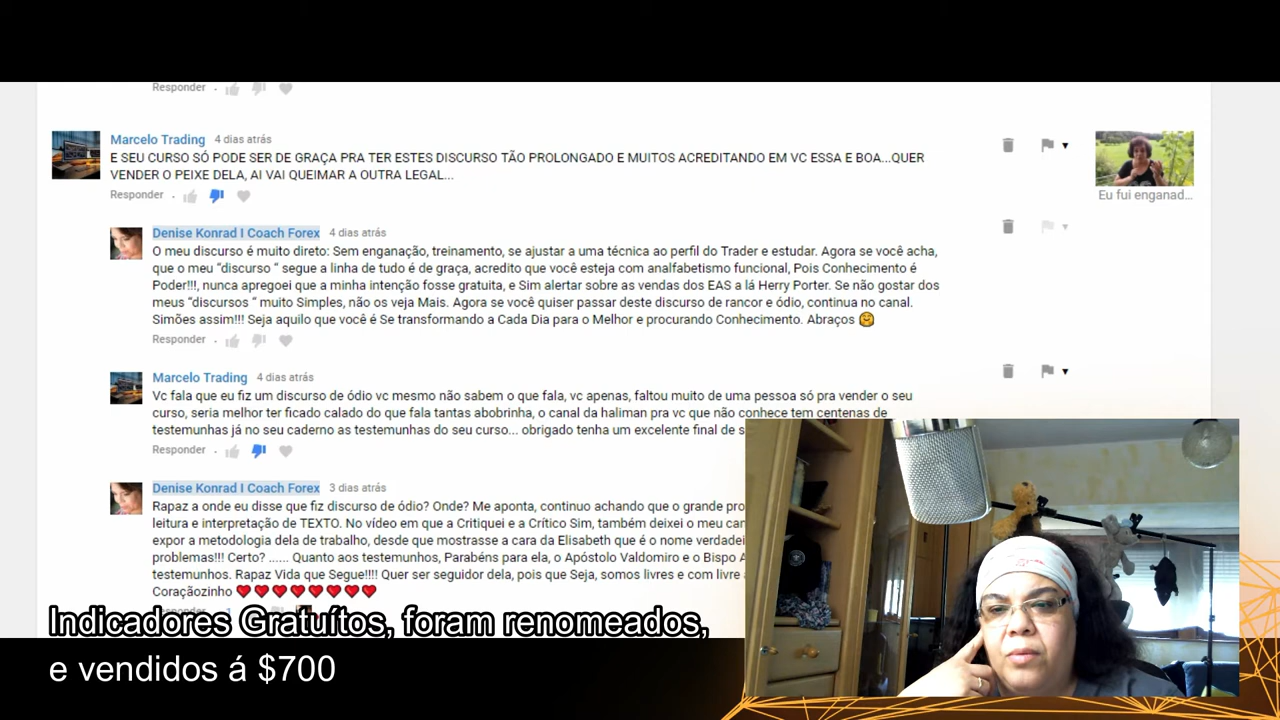 Responder
Marcelo Trading 4 dias atrás
E SEU CURSO SÓ PODE SER DE GRAÇA PRA TER ESTES DISCURSO TÃO PROLONGADO E MUITOS ACREDITANDO EM VC ESSA E BOA...QUER
VENDER O PEIXE DELA, AI VAI QUEIMAR A OUTRA LEGAL...
Responder
Eu fui enganad...
Denise Konrad I Coach Forex 4 dias atrás
O meu discurso é muito direto: Sem enganação, treinamento, se ajustar a uma técnica ao perfil do Trader e estudar. Agora se você acha,
que o meu "discurso " segue a linha de tudo é de graça, acredito que você esteja com analfabetismo funcional, Pois Conhecimento é
Poder!!!, nunca apregoei que a minha intenção fosse gratuita, e Sim alertar sobre as vendas dos EAS a lá Herry Porter. Se não gostar dos
meus "discursos " muito Simples, não os veja Mais. Agora se você quiser passar deste discurso de rancor e ódio, continua no canal.
Simões assim!!! Seja aquilo que você é Se transformando a Cada Dia para o Melhor e procurando Conhecimento. Abraços
Responder
Marcelo Trading 4 dias atrás
Vc fala que eu fiz um discurso de ódio vc mesmo não sabem o que fala, vc apenas, faltou muito de uma pessoa só pra vender o seu
curso, seria melhor ter ficado calado do que fala tantas abobrinha, o canal da haliman pra vc que não conhece tem centenas de
testemunhas já no seu caderno as testemunhas do seu curso... obrigado tenha um excelente final de s
Responder
Denise Konrad I Coach Forex 3 dias atrás
Rapaz a onde eu disse que fiz discurso de ódio? Onde? Me aponta, continuo achando que o grande pro
leitura e interpretação de TEXTO. No vídeo em que a Critiquei e a Crítico Sim, também deixei o meu can
expor a metodologia dela de trabalho, desde que mostrasse a cara da Elisabeth que é o nome verdadei
problemas!!! Certo? ...... Quanto aos testemunhos, Parabéns para ela, o Apóstolo Valdomiro e o Bispo
testemunhos. Rapaz Vida que Segue!!!! Quer ser seguidor dela, pois que Seja, somos livres e com livre
Coraçãozinho
Indicadores Gratuítos, foram renomeados,
e vendidos á $700